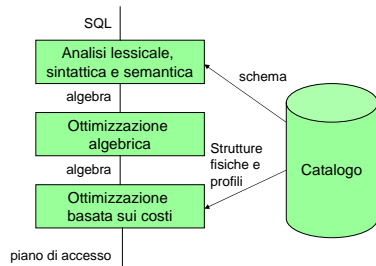 SQL
Analisi lessicale,
sintattica e semantica
schema
algebra
Ottimizzazione
algebrica
Strutture
fisiche e
profili
Catalogo
algebra
Ottimizzazione
basata sui costi
piano di accesso